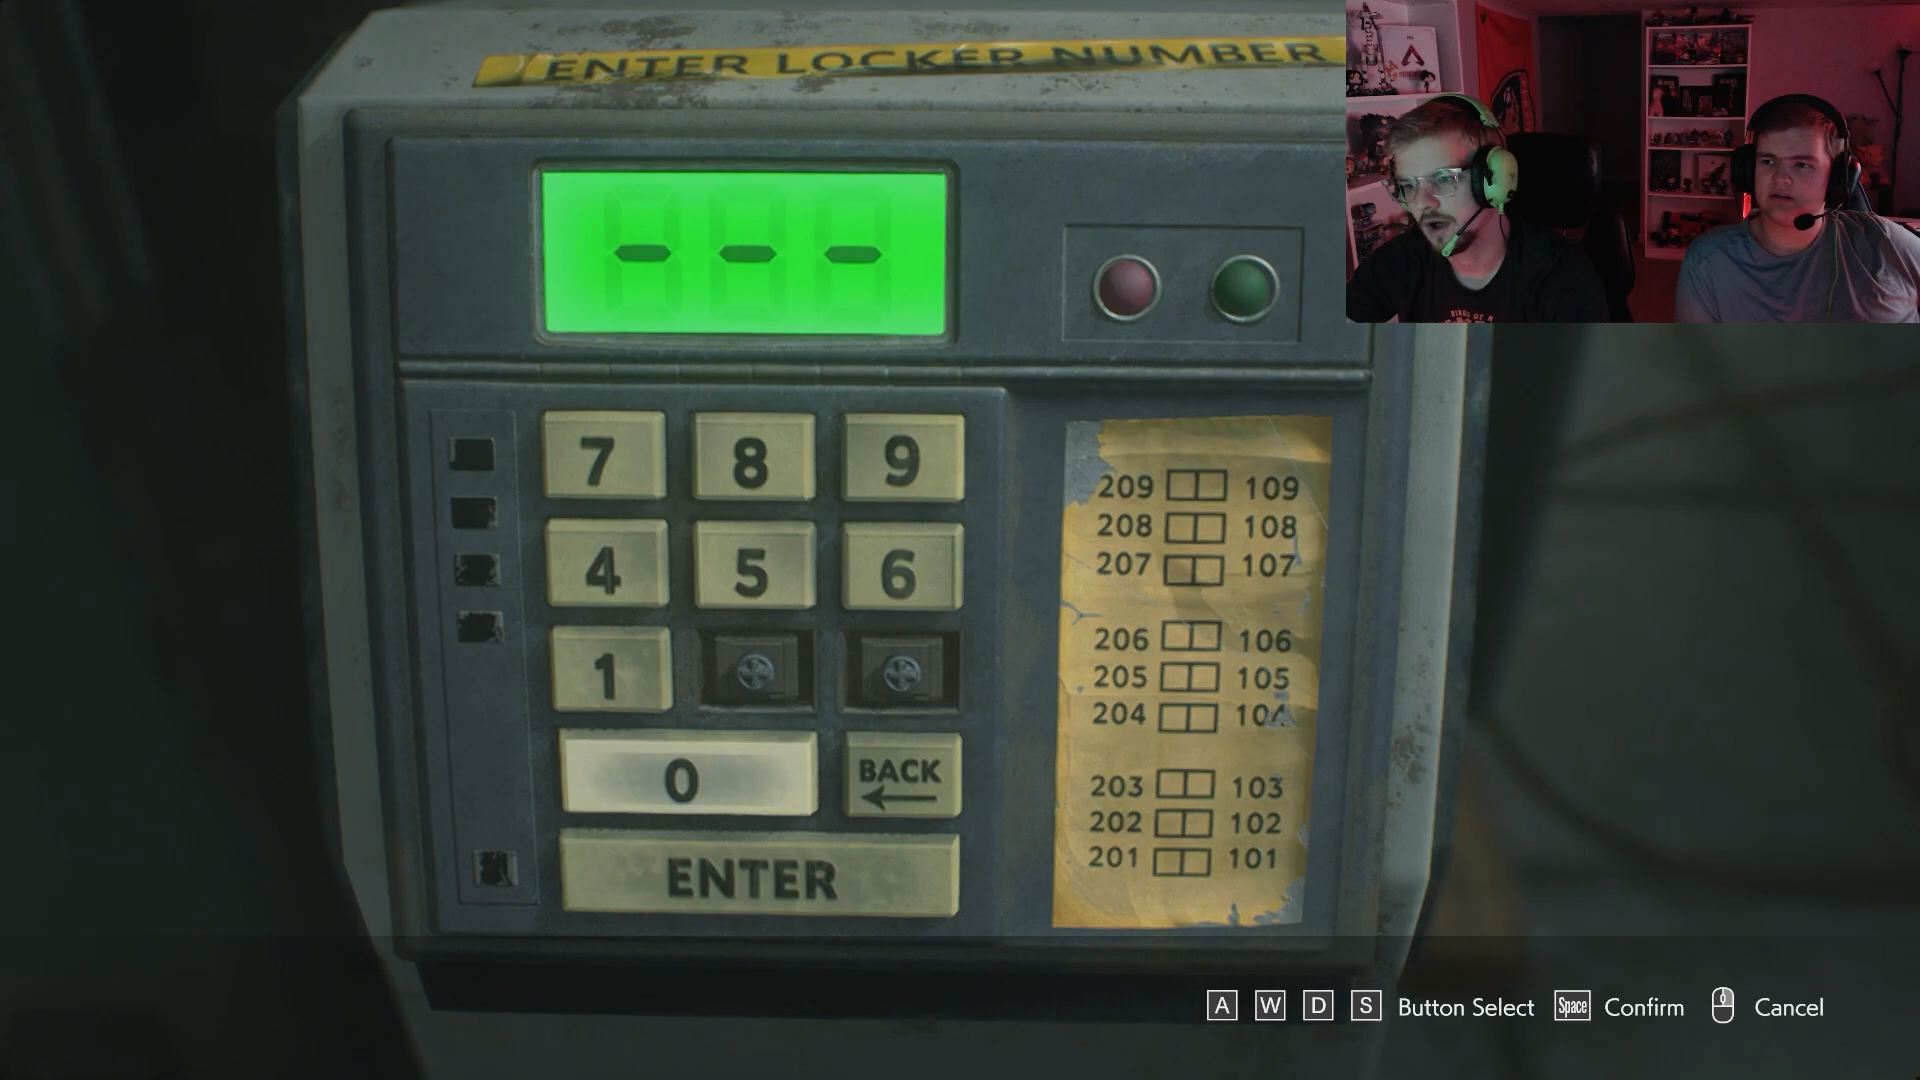 ENTER LOCKER NUMBER
7 8 9
4 5 6
1
0 BACK
ENTER
209 109
208 108
207 107
206 106
205 105
204 104
203 103
202 102
201 101
A W D S Button Select Space Confirm Cancel